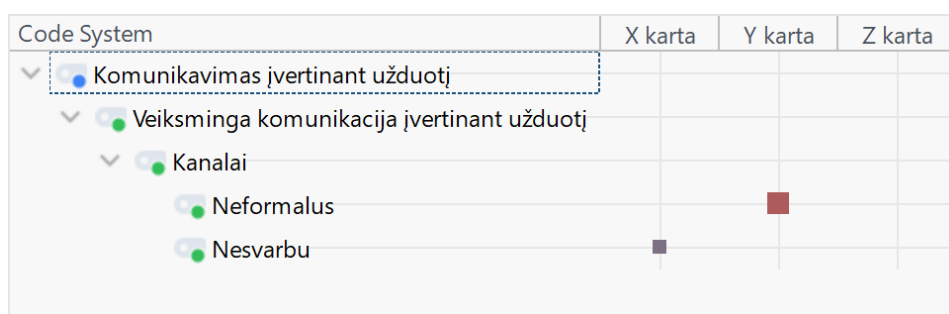 Code System X karta Y karta Z karta
Komunikavimas įvertinant užduotį
Veiksminga komunikacija įvertinant užduotį
Kanalai
Neformalus
Nesvarbu